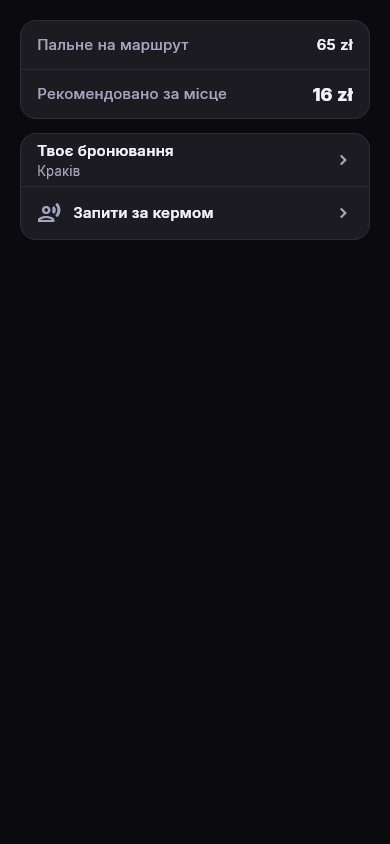 Пальне на маршрут 65 zł
Рекомендовано за місце 16 zł
Твоє бронювання
Краків
Запити за кермом